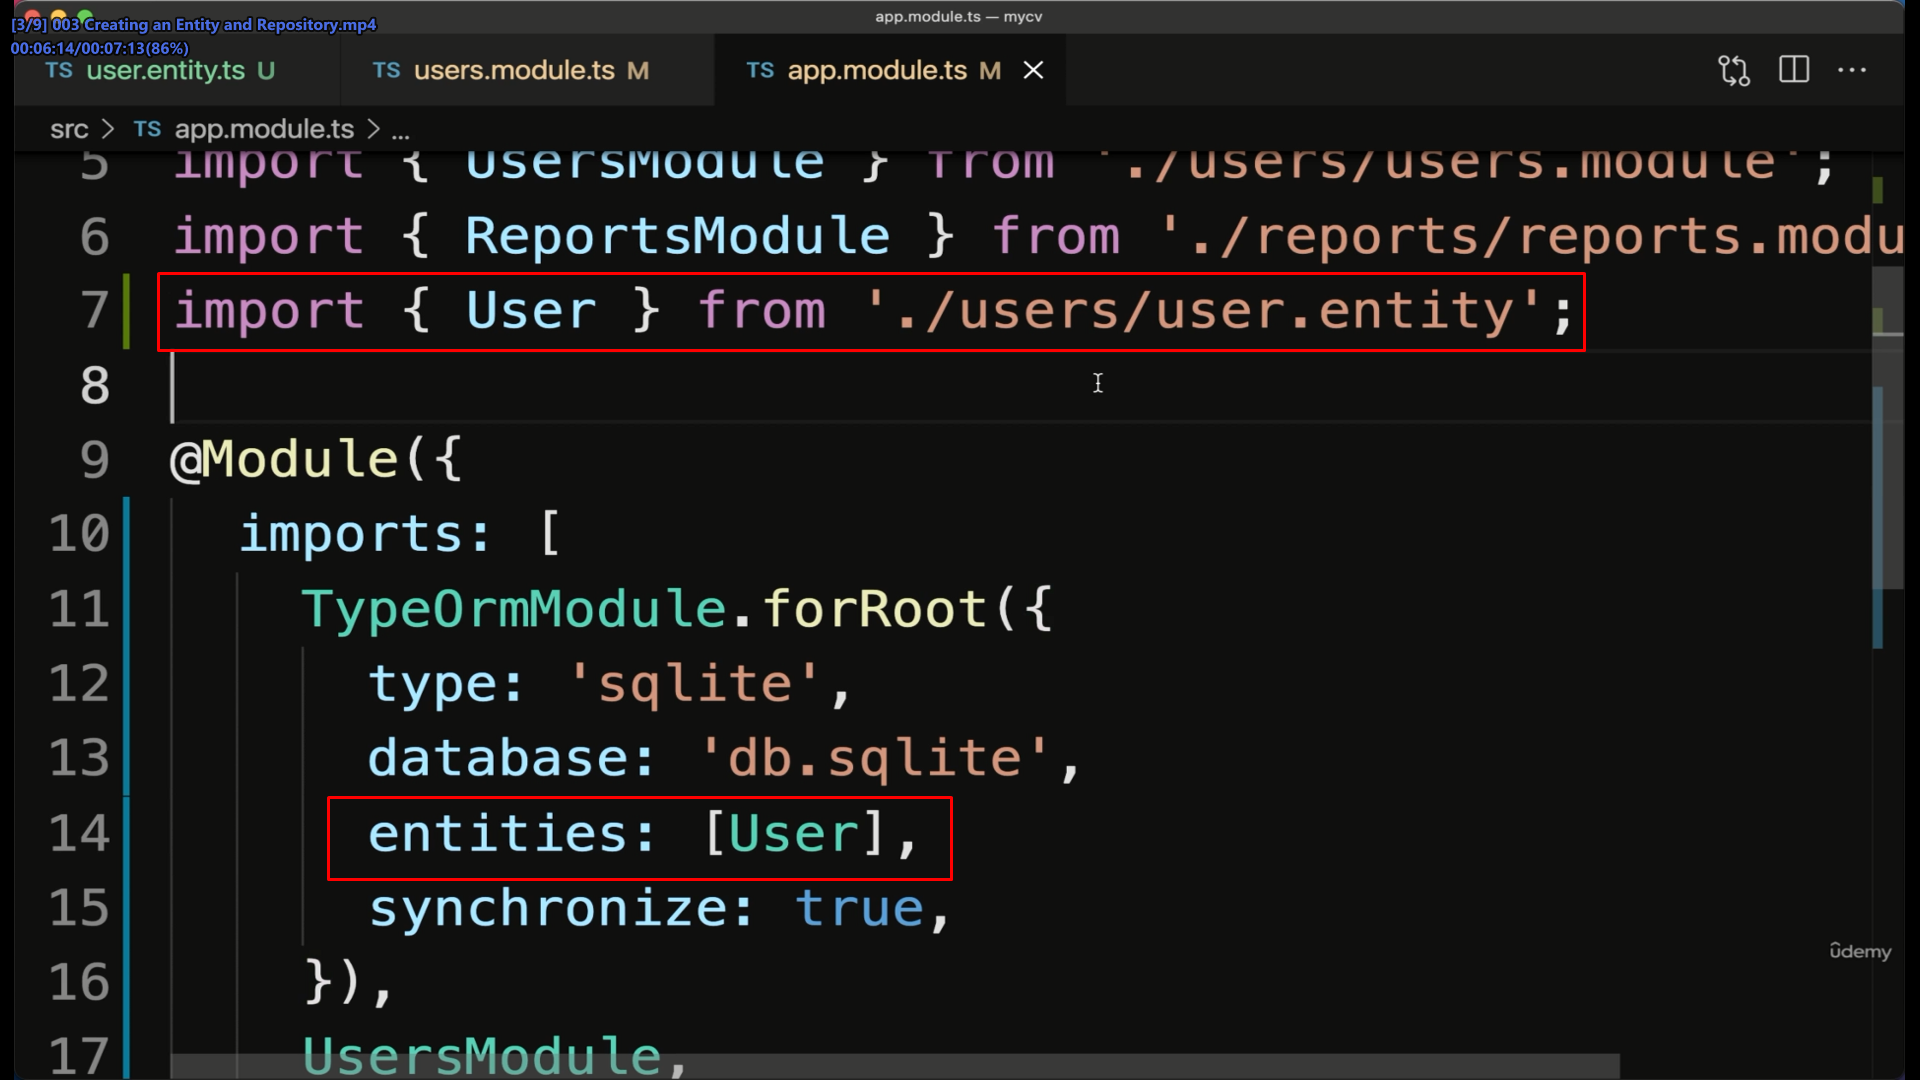 app.module.ts — mycv
[3/9] 003 Creating an Entity and Repository.mp4
00:06:14/00:07:13(86%)
TS user.entity.ts U TS users.module.ts M TS app.module.ts M
src > TS app.module.ts > ...
5 import { UsersModule } from './users/users.module';
6 import { ReportsModule } from './reports/reports.modu
7 import { User } from './users/user.entity';
8
9 @Module({
10 imports: [
11 TypeOrmModule.forRoot({
12 type: 'sqlite',
13 database: 'db.sqlite',
14 entities: [User],
15 synchronize: true,
16 }),
17 UsersModule,
ûdemy